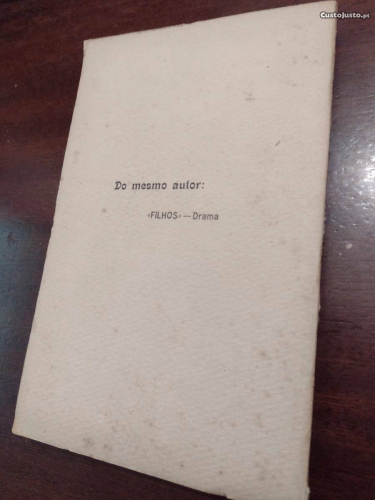 CustoJusto.pt
Do mesmo autor:
«FILHOS» — Drama